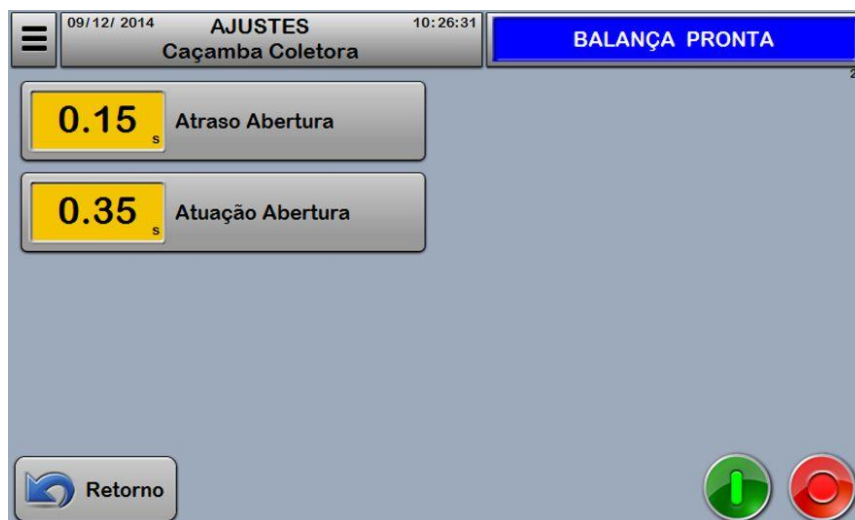 09/12/ 2014
AJUSTES
10:26:31
Caçamba Coletora
BALANÇA PRONTA
2
0.15 s Atraso Abertura
0.35 s Atuação Abertura
Retorno